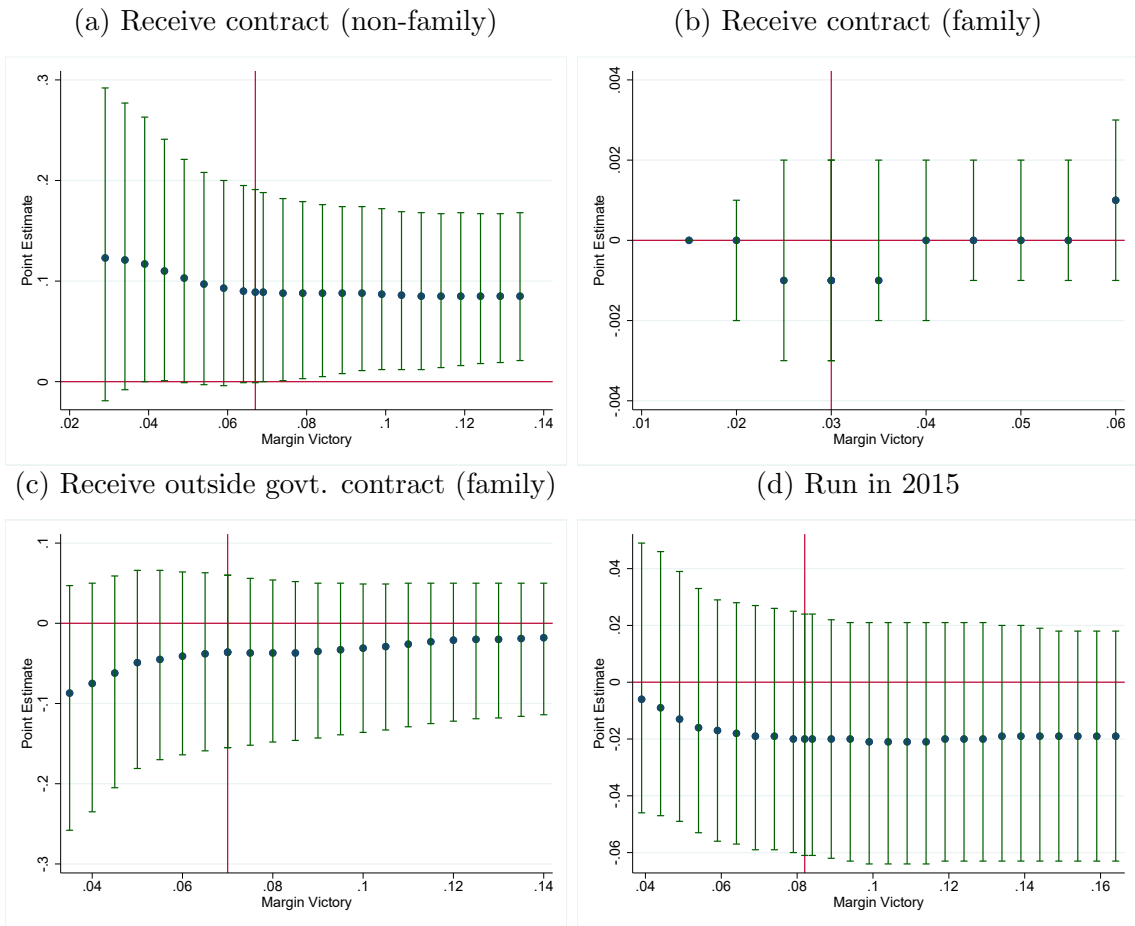 (a) Receive contract (non-family)
.3
.2
.1
0
Point Estimate
.02 .04 .06 .08 .1 .12 .14
Margin Victory
(b) Receive contract (family)
.004
.002
0
-.002
-.004
Point Estimate
.01 .02 .03 .04 .05 .06
Margin Victory
(c) Receive outside govt. contract (family)
.1
0
-.1
-.2
-.3
Point Estimate
.04 .06 .08 .1 .12 .14
Margin Victory
(d) Run in 2015
.04
.02
0
-.02
-.04
-.06
Point Estimate
.04 .06 .08 .1 .12 .14 .16
Margin Victory